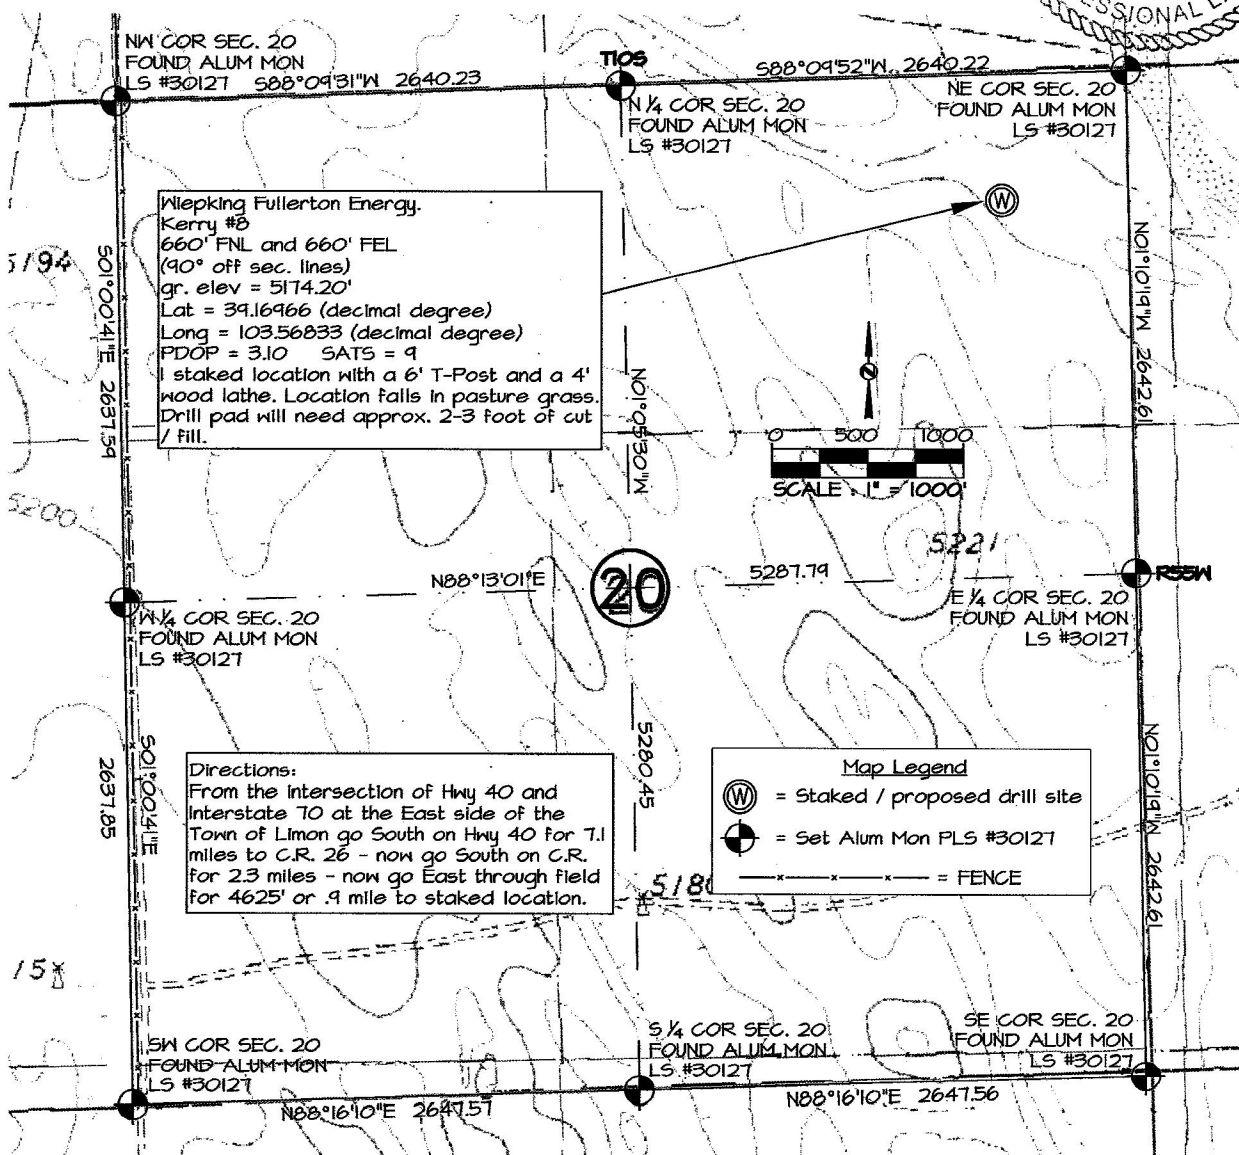 ESSIONAL L
NW COR SEC. 20
FOUND ALUM MON
LS #30127
S88°09'31"W 2640.23
T10S
S88°09'52"W 2640.22
N 1/4 COR SEC. 20
FOUND ALUM MON
LS #30127
NE COR SEC. 20
FOUND ALUM MON
LS #30127
Wiepking Fullerton Energy.
Kerry #8
660' FNL and 660' FEL
(90° off sec. lines)
gr. elev = 5174.20'
Lat = 39.16966 (decimal degree)
Long = 103.56833 (decimal degree)
PDOP = 3.10 SATS = 9
I staked location with a 6' T-Post and a 4'
wood lathe. Location falls in pasture grass.
Drill pad will need approx. 2-3 foot of cut
/ fill.
W
5194
S01°00'41"E 2637.59
N01°05'30"W
N01°10'19"W 2642.61
N
0 500 1000
SCALE : 1" = 1000'
5200
5221
N88°13'01"E
20
5287.79
R55W
W 1/4 COR SEC. 20
FOUND ALUM MON
LS #30127
E 1/4 COR SEC. 20
FOUND ALUM MON
LS #30127
2637.85
S01°00'41"E
5280.45
N01°10'19"W 2642.61
Directions:
From the intersection of Hwy 40 and
Interstate 70 at the East side of the
Town of Limon go South on Hwy 40 for 7.1
miles to C.R. 26 - now go South on C.R.
for 2.3 miles - now go East through field
for 4625' or .9 mile to staked location.
Map Legend
W = Staked / proposed drill site
= Set Alum Mon PLS #30127
= FENCE
518
15
SW COR SEC. 20
FOUND ALUM MON
LS #30127
S 1/4 COR SEC. 20
FOUND ALUM MON
LS #30127
SE COR SEC. 20
FOUND ALUM MON
LS #30127
N88°16'10"E 2647.57
N88°16'10"E 2647.56